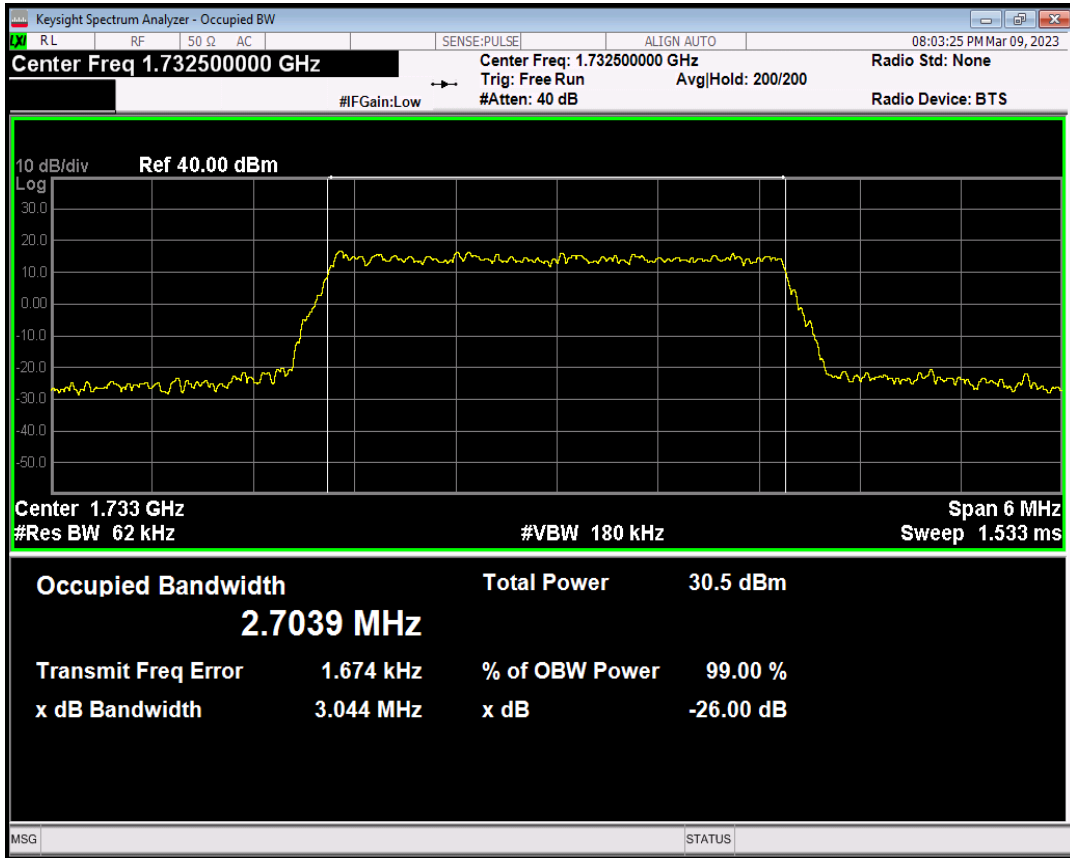 Keysight Spectrum Analyzer - Occupied BW
LXI RL RF 50 Ω AC SENSE:PULSE ALIGN AUTO 08:03:25 PM Mar 09, 2023
Center Freq 1.732500000 GHz
Center Freq: 1.732500000 GHz Radio Std: None
Trig: Free Run Avg|Hold: 200/200
#IFGain:Low #Atten: 40 dB Radio Device: BTS
10 dB/div Ref 40.00 dBm
Log
30.0
20.0
10.0
0.00
-10.0
-20.0
-30.0
-40.0
-50.0
Center 1.733 GHz Span 6 MHz
#Res BW 62 kHz #VBW 180 kHz Sweep 1.533 ms
Occupied Bandwidth Total Power 30.5 dBm
2.7039 MHz
Transmit Freq Error 1.674 kHz % of OBW Power 99.00 %
x dB Bandwidth 3.044 MHz x dB -26.00 dB
MSG STATUS